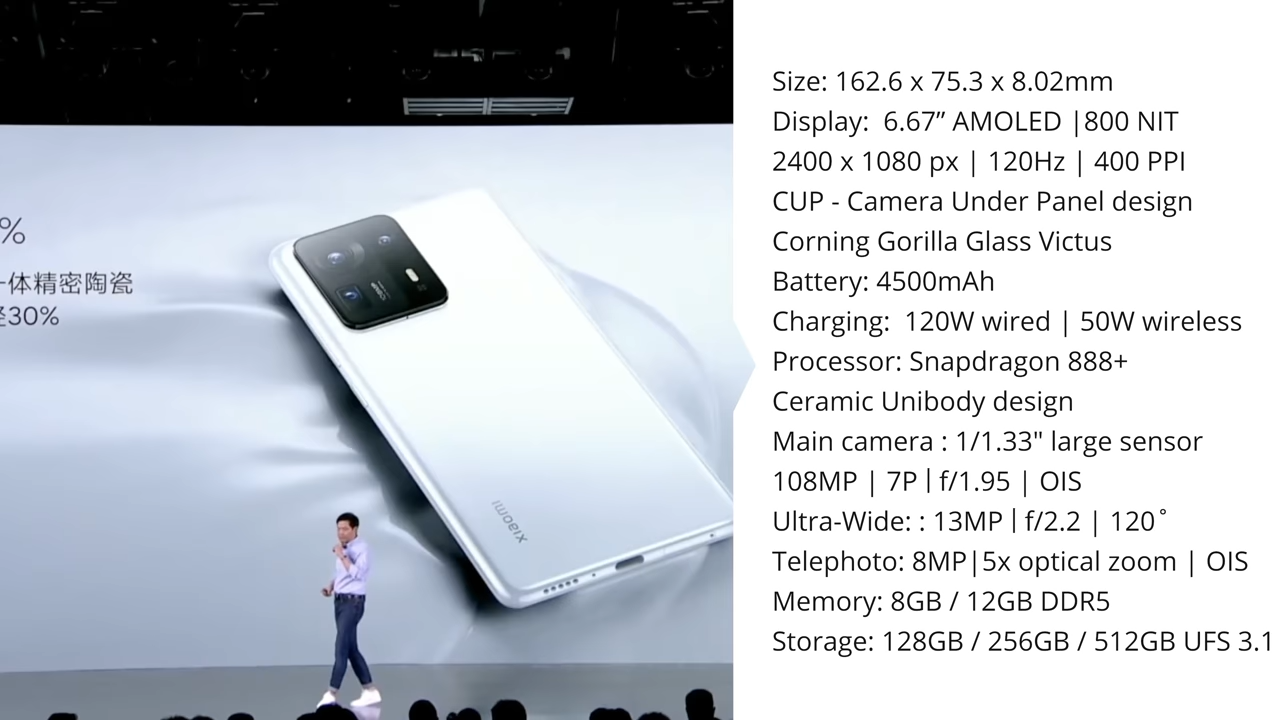 %
一体精密陶瓷
30%
108MP
xiaomi
Size: 162.6 x 75.3 x 8.02mm
Display:  6.67” AMOLED |800 NIT
2400 x 1080 px | 120Hz | 400 PPI
CUP - Camera Under Panel design
Corning Gorilla Glass Victus
Battery: 4500mAh
Charging:  120W wired | 50W wireless
Processor: Snapdragon 888+
Ceramic Unibody design
Main camera : 1/1.33" large sensor
108MP | 7P | f/1.95 | OIS
Ultra-Wide: : 13MP | f/2.2 | 120˚
Telephoto: 8MP|5x optical zoom | OIS
Memory: 8GB / 12GB DDR5
Storage: 128GB / 256GB / 512GB UFS 3.1